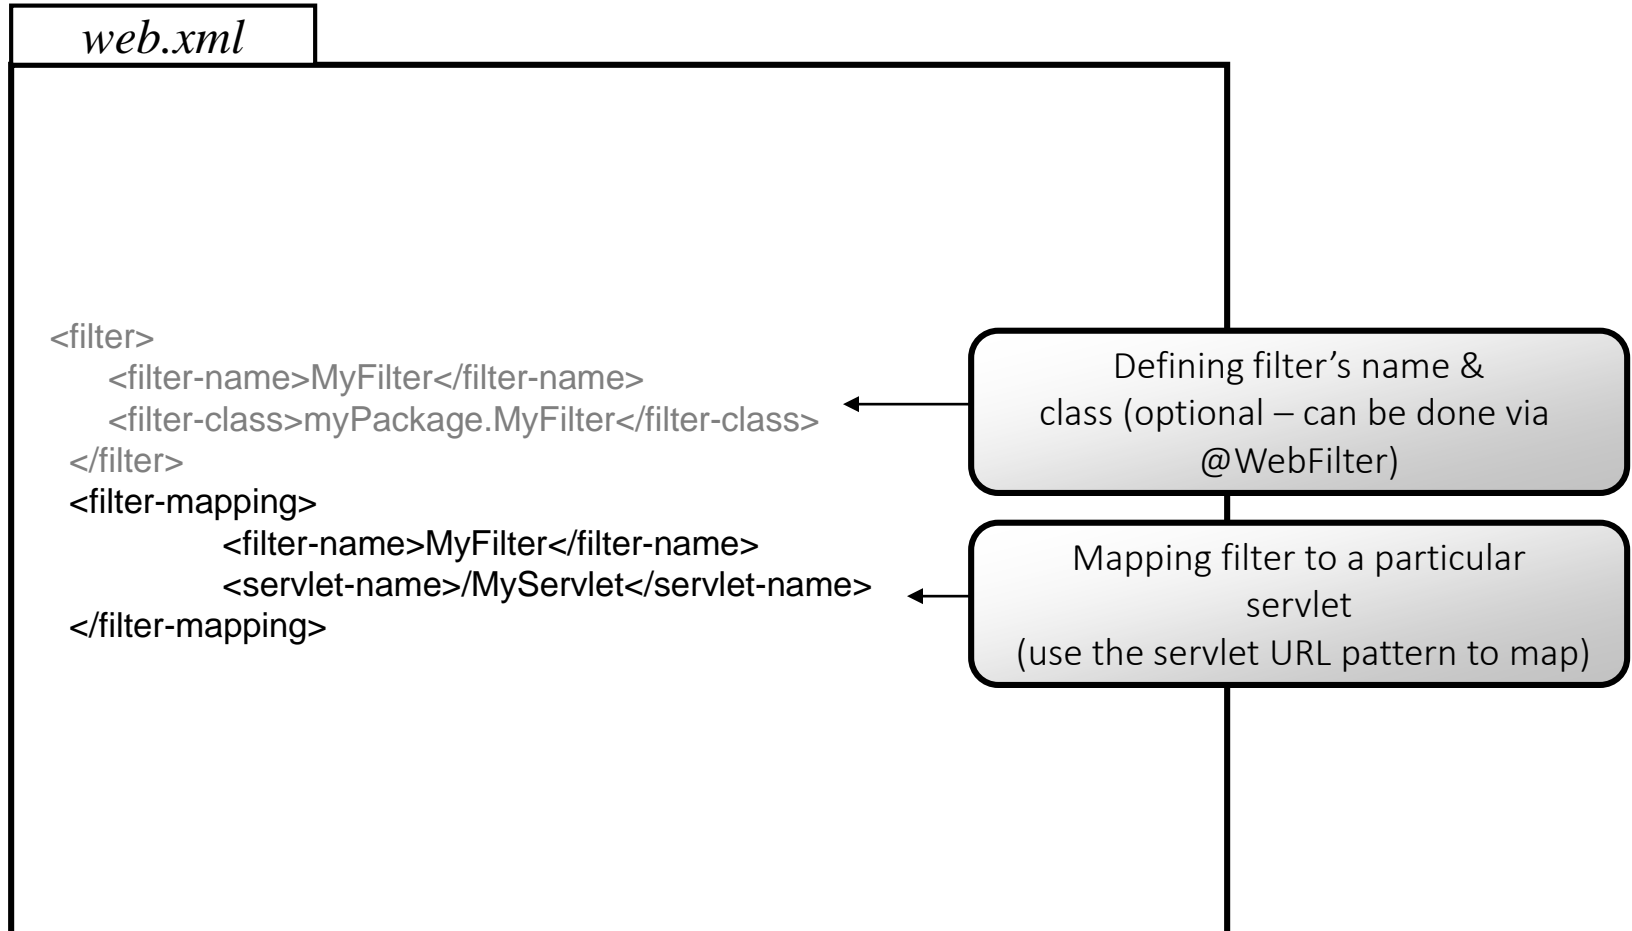 web.xml
<filter>
<filter-name>MyFilter</filter-name>
<filter-class>myPackage.MyFilter</filter-class>
</filter>
<filter-mapping>
<filter-name>MyFilter</filter-name>
<servlet-name>/MyServlet</servlet-name>
</filter-mapping>
Defining filter’s name &
class (optional – can be done via
@WebFilter)
Mapping filter to a particular
servlet
(use the servlet URL pattern to map)